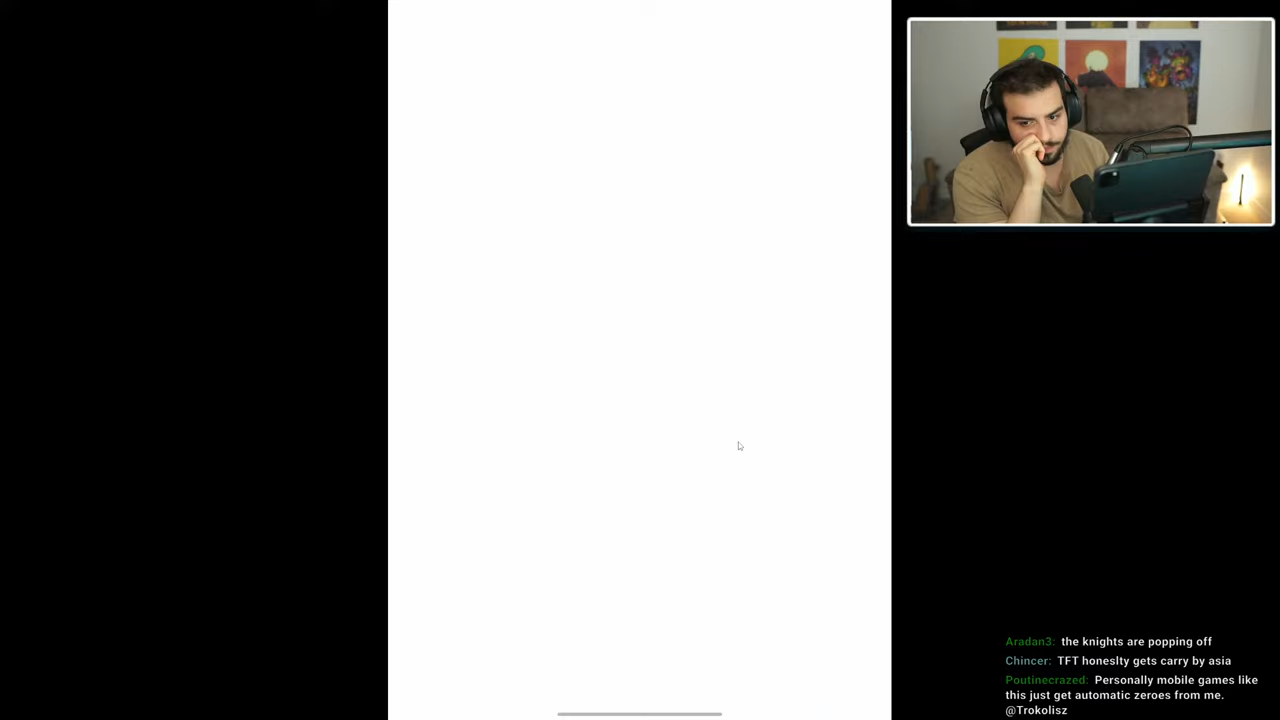 Aradan3: the knights are popping off
Chincer: TFT honeslty gets carry by asia
Poutinecrazed: Personally mobile games like
this just get automatic zeroes from me.
@Trokolisz